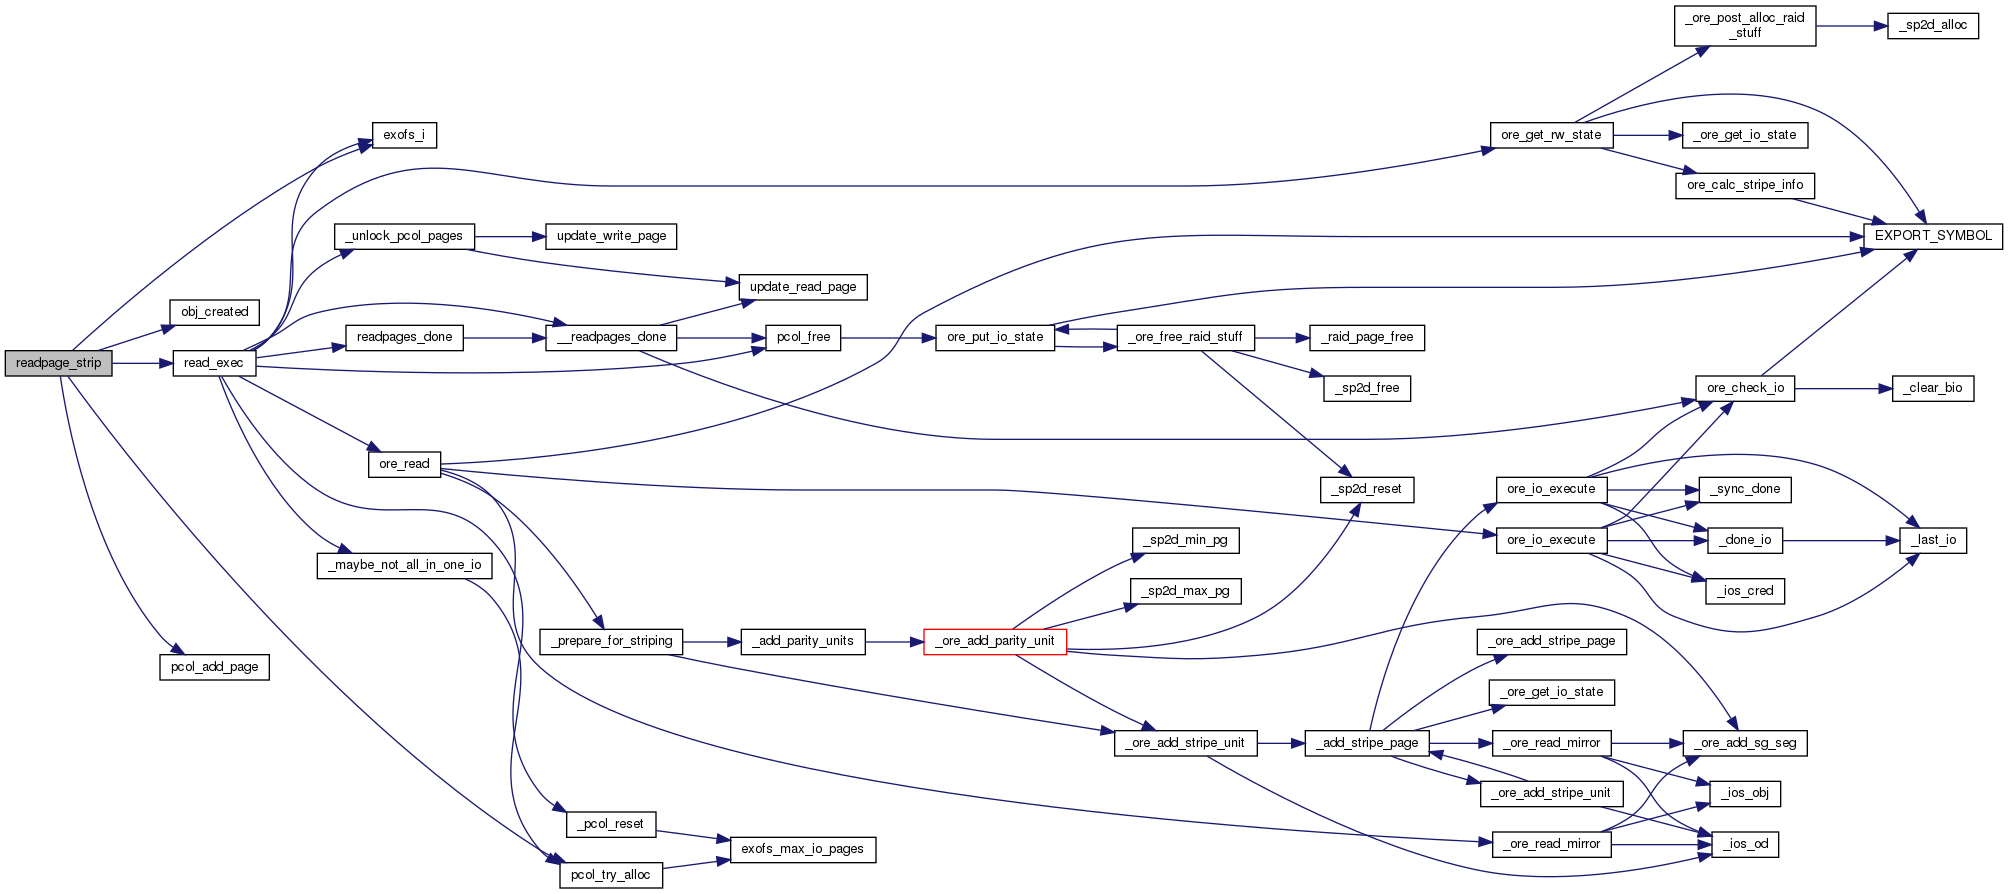 _ore_post_alloc_raid
_stuff
_sp2d_alloc
exofs_i
ore_get_rw_state
_ore_get_io_state
ore_calc_stripe_info
_unlock_pcol_pages
update_write_page
EXPORT_SYMBOL
update_read_page
obj_created
readpage_strip
read_exec
readpages_done
__readpages_done
pcol_free
ore_put_io_state
_ore_free_raid_stuff
_raid_page_free
_sp2d_free
ore_check_io
_clear_bio
ore_read
_sp2d_reset
ore_io_execute
_sync_done
_sp2d_min_pg
ore_io_execute
_done_io
_last_io
_maybe_not_all_in_one_io
_sp2d_max_pg
_ios_cred
_prepare_for_striping
_add_parity_units
_ore_add_parity_unit
_ore_add_stripe_page
pcol_add_page
_ore_get_io_state
_ore_add_stripe_unit
_add_stripe_page
_ore_read_mirror
_ore_add_sg_seg
_ore_add_stripe_unit
_ios_obj
_pcol_reset
_ore_read_mirror
_ios_od
exofs_max_io_pages
pcol_try_alloc